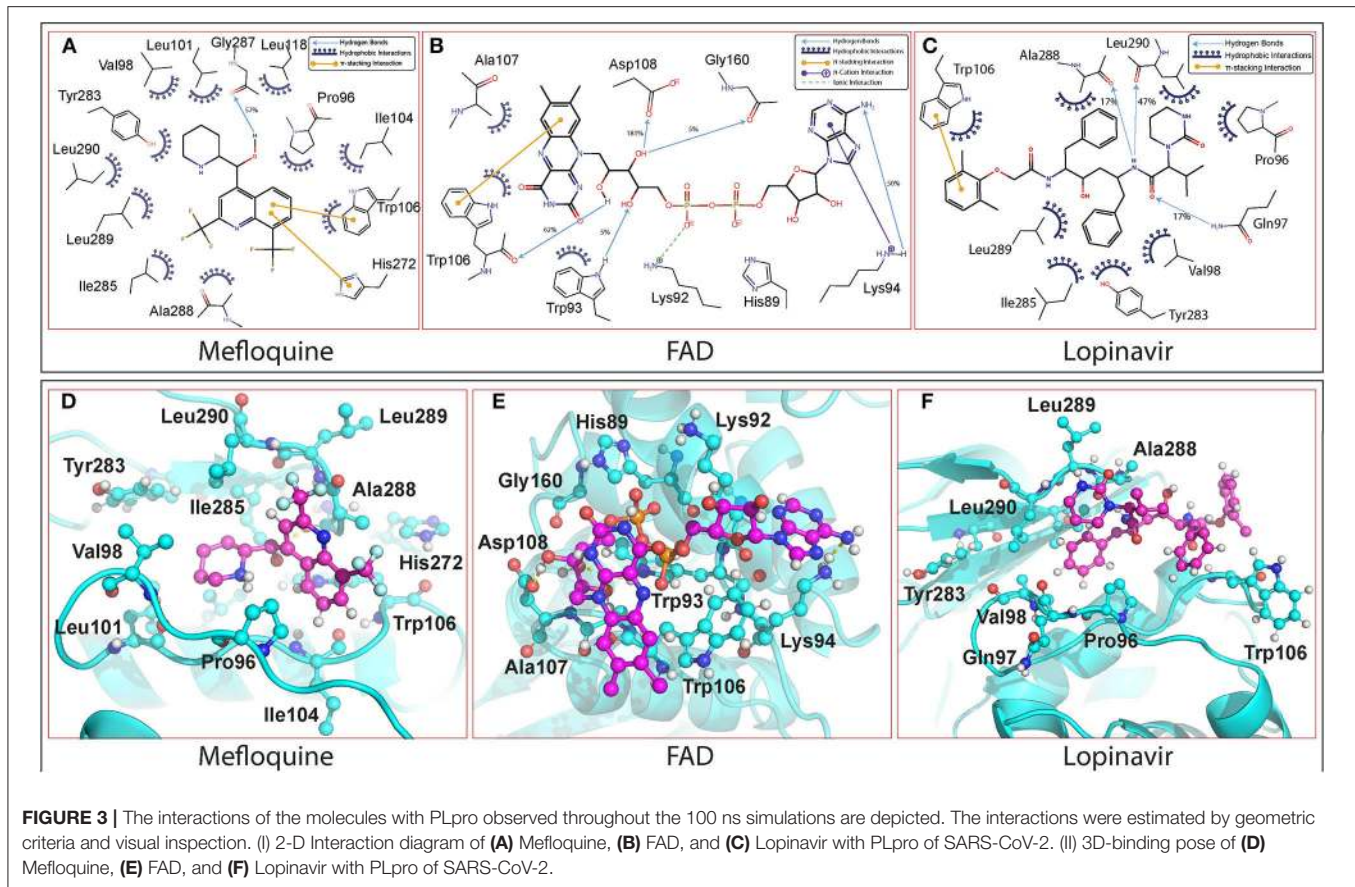 A
Leu101
Gly287
Leu118
Val98
Tyr283
Pro96
Ile104
Leu290
57%
Trp106
Leu289
His272
Ile285
Ala288
Hydrogen Bonds
Hydrophobic Interactions
π-stacking Interaction
Mefloquine
B
Ala107
Asp108
Gly160
181%
5%
62%
5%
50%
Trp106
Trp93
Lys92
His89
Lys94
Hydrogen Bonds
Hydrophobic Interactions
π-stacking Interaction
π-Cation Interaction
Ionic Interaction
FAD
C
Trp106
Ala288
Leu290
17%
47%
Pro96
17%
Gln97
Leu289
Val98
Ile285
Tyr283
Hydrogen Bonds
Hydrophobic Interactions
π-stacking Interaction
Lopinavir
D
Leu290
Leu289
Tyr283
Ile285
Ala288
Val98
His272
Leu101
Pro96
Trp106
Ile104
Mefloquine
E
His89
Lys92
Gly160
Asp108
Trp93
Ala107
Lys94
Trp106
FAD
F
Leu289
Ala288
Leu290
Tyr283
Val98
Gln97
Pro96
Trp106
Lopinavir
FIGURE 3 | The interactions of the molecules with PLpro observed throughout the 100 ns simulations are depicted. The interactions were estimated by geometric
criteria and visual inspection. (I) 2-D Interaction diagram of (A) Mefloquine, (B) FAD, and (C) Lopinavir with PLpro of SARS-CoV-2. (II) 3D-binding pose of (D)
Mefloquine, (E) FAD, and (F) Lopinavir with PLpro of SARS-CoV-2.